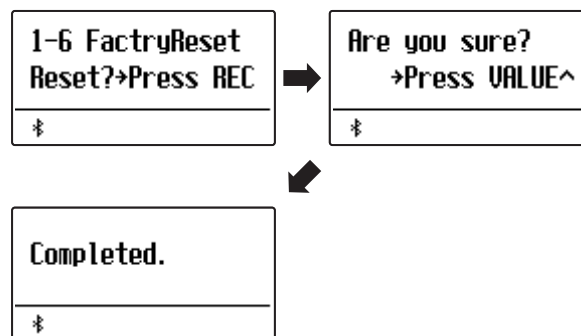 1-6 FactryReset
Reset?→Press REC
Are you sure?
→Press VALUE^
Completed.